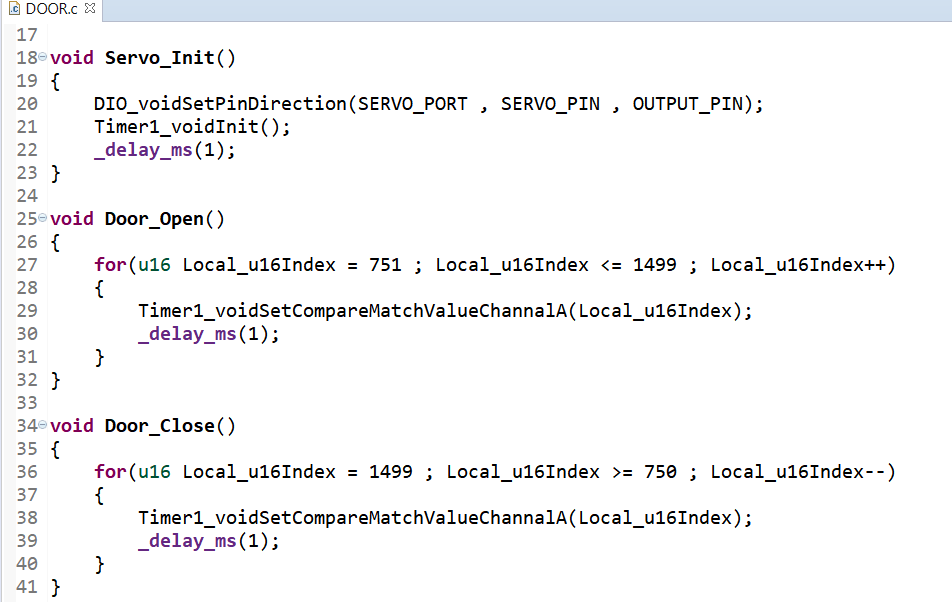 DOOR.c
17
18 void Servo_Init()
19 {
20     DIO_voidSetPinDirection(SERVO_PORT , SERVO_PIN , OUTPUT_PIN);
21     Timer1_voidInit();
22     _delay_ms(1);
23 }
24
25 void Door_Open()
26 {
27     for(u16 Local_u16Index = 751 ; Local_u16Index <= 1499 ; Local_u16Index++)
28     {
29         Timer1_voidSetCompareMatchValueChannalA(Local_u16Index);
30         _delay_ms(1);
31     }
32 }
33
34 void Door_Close()
35 {
36     for(u16 Local_u16Index = 1499 ; Local_u16Index >= 750 ; Local_u16Index--)
37     {
38         Timer1_voidSetCompareMatchValueChannalA(Local_u16Index);
39         _delay_ms(1);
40     }
41 }